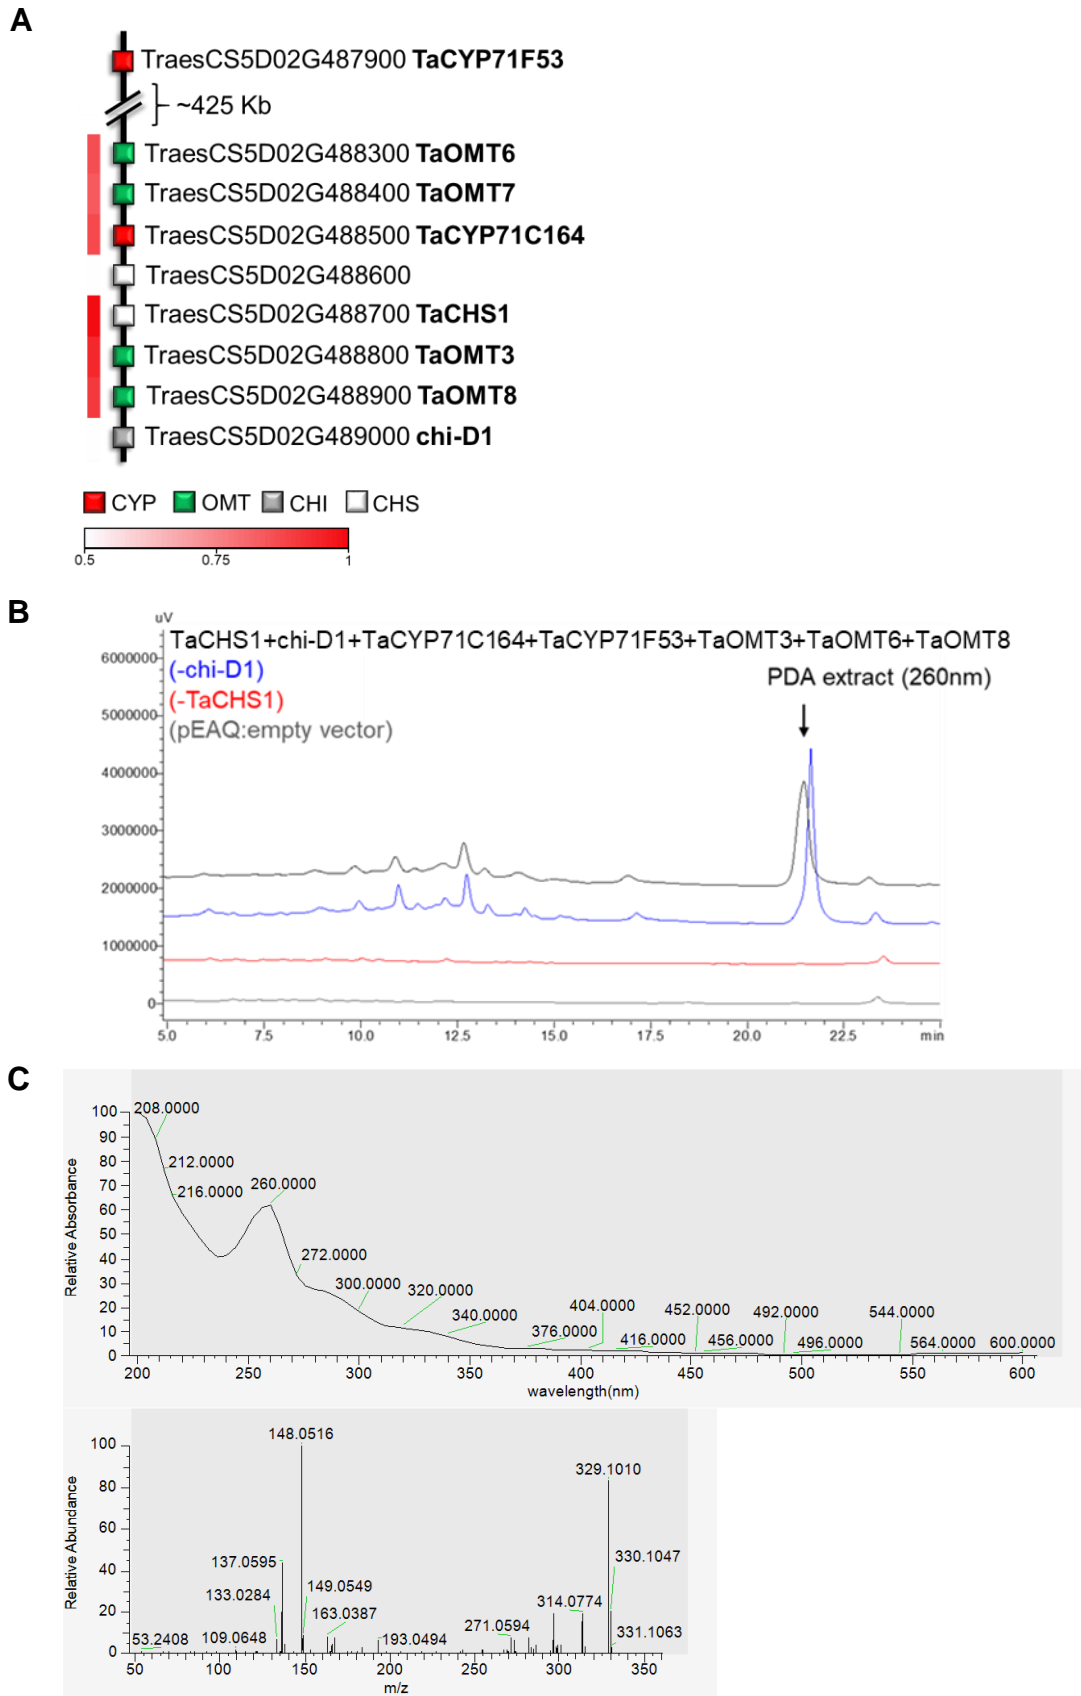 A
TraesCS5D02G487900 TaCYP71F53
~425 Kb
TraesCS5D02G488300 TaOMT6
TraesCS5D02G488400 TaOMT7
TraesCS5D02G488500 TaCYP71C164
TraesCS5D02G488600
TraesCS5D02G488700 TaCHS1
TraesCS5D02G488800 TaOMT3
TraesCS5D02G488900 TaOMT8
TraesCS5D02G489000 chi-D1
CYP OMT CHI CHS
0.5 0.75 1
B
uV
TaCHS1+chi-D1+TaCYP71C164+TaCYP71F53+TaOMT3+TaOMT6+TaOMT8
6000000
(-chi-D1)
PDA extract (260nm)
(-TaCHS1)
5000000
(pEAQ:empty vector)
4000000
3000000
2000000
1000000
0
5.0 7.5 10.0 12.5 15.0 17.5 20.0 22.5 min
C
Relative Absorbance
100 90 80 70 60 50 40 30 20 10 0
208.0000
212.0000
216.0000 260.0000
272.0000
300.0000 320.0000
340.0000 404.0000 452.0000 492.0000 544.0000
376.0000 416.0000 456.0000 496.0000 564.0000 600.0000
200 250 300 350 400 450 500 550 600
wavelength(nm)
Relative Abundance
100 80 60 40 20 0
148.0516
329.1010
137.0595 330.1047
133.0284 149.0549
163.0387 314.0774
53.2408 109.0648 193.0494 271.0594 331.1063
50 100 150 200 250 300 350
m/z